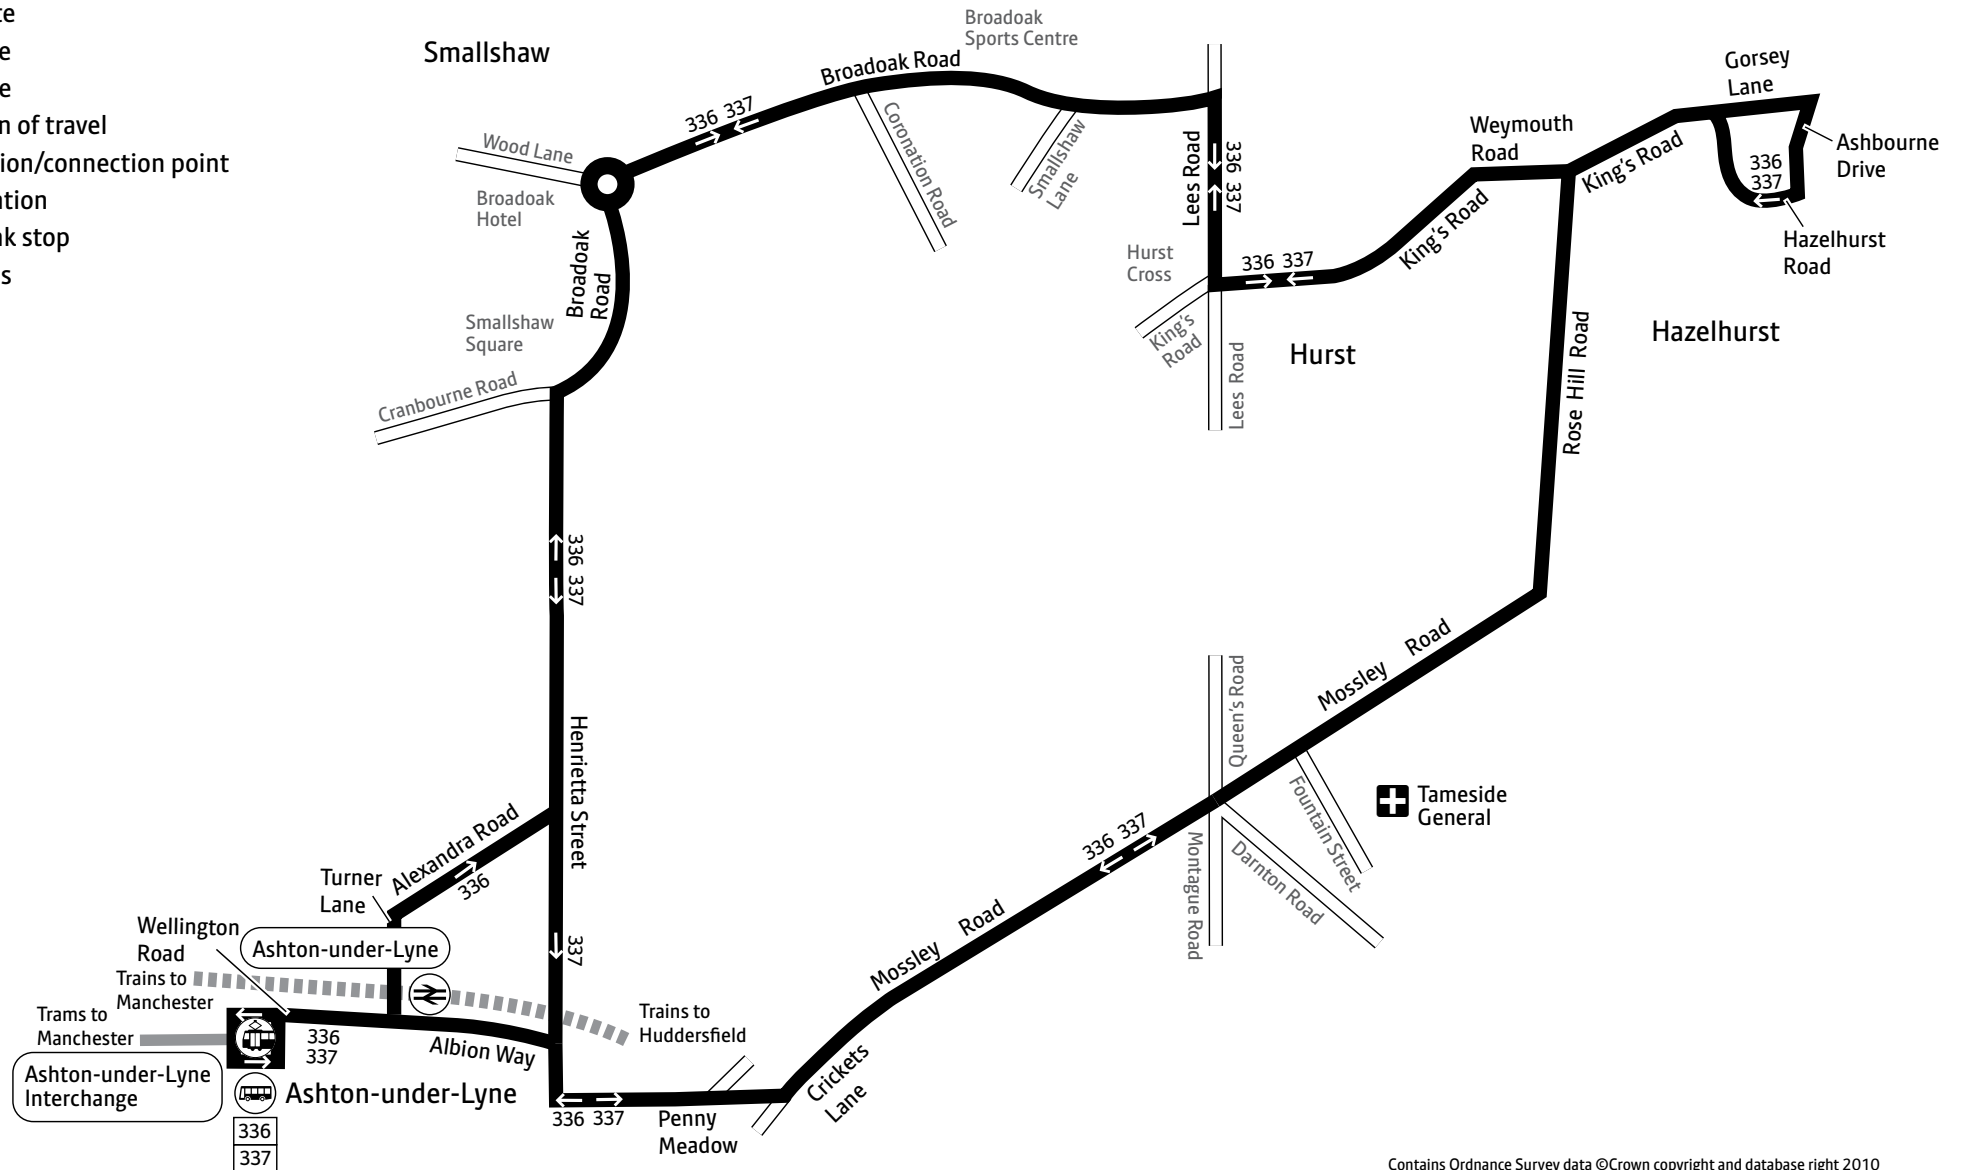 Smallshaw
Broadoak
Sports Centre
Broadoak Road
336 337
Wood Lane
Broadoak
Hotel
Coronation Road
Smallshaw
Lane
Lees Road
336 337
Gorsey
Lane
Weymouth
Road
King's Road
Ashbourne
Drive
336
337
Hazelhurst
Road
n of travel
ion/connection point
Broadoak
Road
Hurst
Cross
336 337
King's Road
King's
Road
Lees Road
Hurst
Hazelhurst
Rose Hill Road
Smallshaw
Square
Cranbourne Road
336 337
Henrietta Street
Queen's Road
Mossley Road
336 337
Fountain Street
Tameside
General
Montague Road
Darnton Road
Alexandra Road
336
Turner
Lane
Wellington
Road
Ashton-under-Lyne
337
Mossley Road
Trains to
Manchester
Trams to
Manchester
Trains to
Huddersfield
336
337
Albion Way
Ashton-under-Lyne
Interchange
Ashton-under-Lyne
336
337
336 337
Penny
Meadow
Crickets
Lane
Contains Ordnance Survey data ©Crown copyright and database right 2010